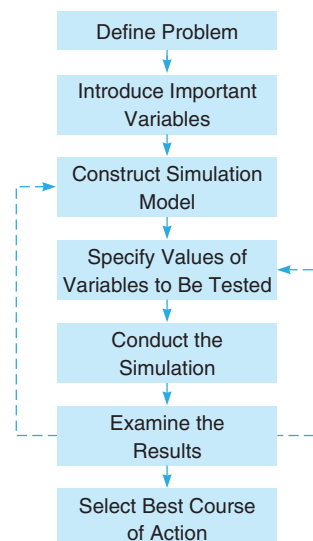 Define Problem
Introduce Important
Variables
Construct Simulation
Model
Specify Values of
Variables to Be Tested
Conduct the
Simulation
Examine the
Results
Select Best Course
of Action